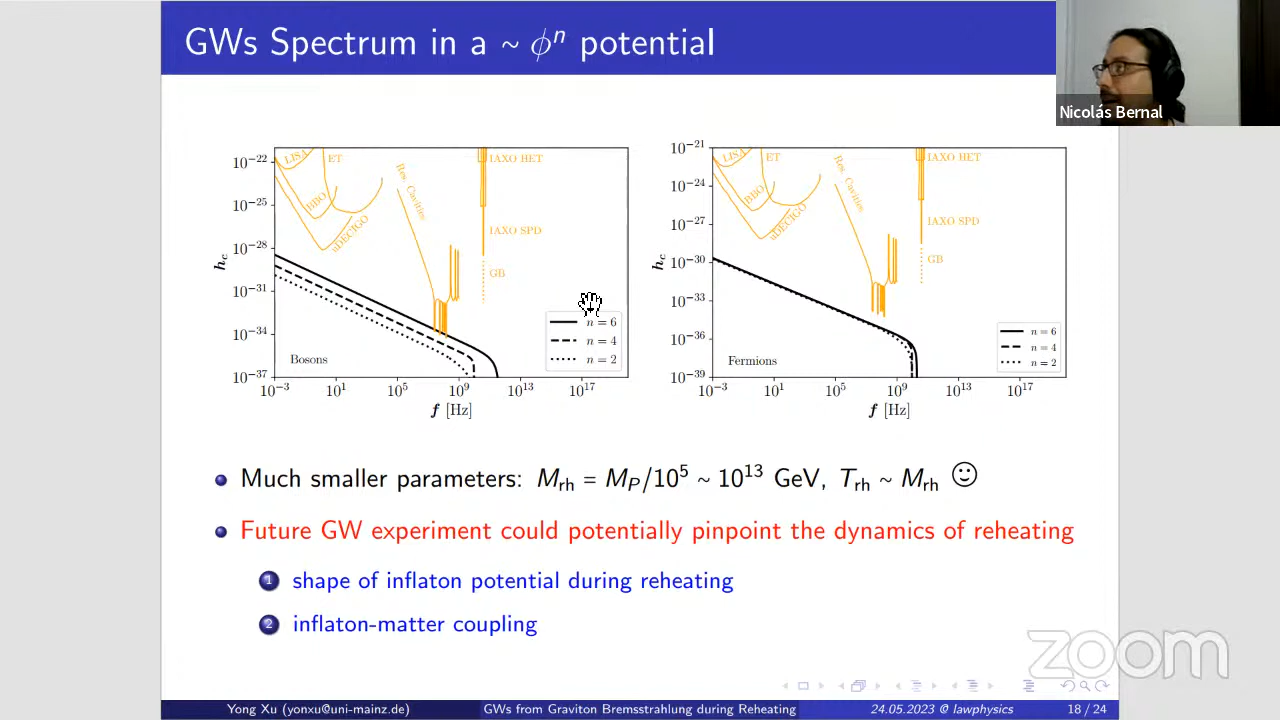 GWs Spectrum in a ~ ϕⁿ potential
Nicolás Bernal
10⁻²²
10⁻²⁵
10⁻²⁸
10⁻³¹
10⁻³⁴
10⁻³⁷
h_c
LISA
ET
BBO
uDECIGO
Res. Cavities
IAXO HET
IAXO SPD
GB
n = 6
n = 4
n = 2
Bosons
10⁻³ 10¹ 10⁵ 10⁹ 10¹³ 10¹⁷
f [Hz]
10⁻²¹
10⁻²⁴
10⁻²⁷
10⁻³⁰
10⁻³³
10⁻³⁶
10⁻³⁹
h_c
LISA
ET
BBO
uDECIGO
Res. Cavities
IAXO HET
IAXO SPD
GB
n = 6
n = 4
n = 2
Fermions
10⁻³ 10¹ 10⁵ 10⁹ 10¹³ 10¹⁷
f [Hz]
Much smaller parameters: M_rh = M_P/10⁵ ~ 10¹³ GeV, T_rh ~ M_rh ☺
Future GW experiment could potentially pinpoint the dynamics of reheating
1 shape of inflaton potential during reheating
2 inflaton-matter coupling
zoom
Yong Xu (yonxu@uni-mainz.de) GWs from Graviton Bremsstrahlung during Reheating 24.05.2023 @ lawphysics 18 / 24